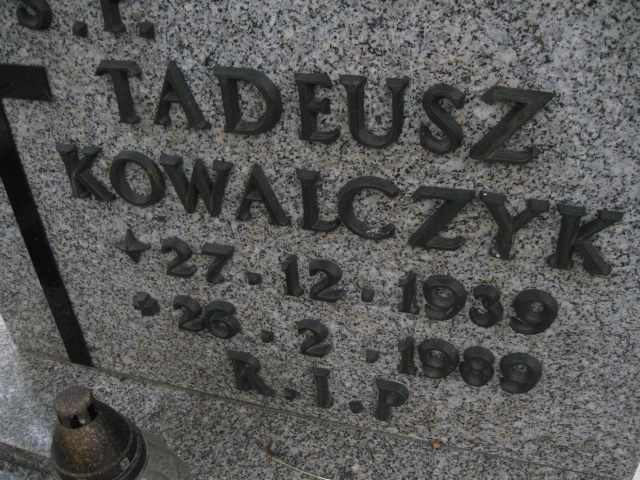 Ś.P.
TADEUSZ
KOWALCZYK
27.12.1939
26.2.1989
R.I.P